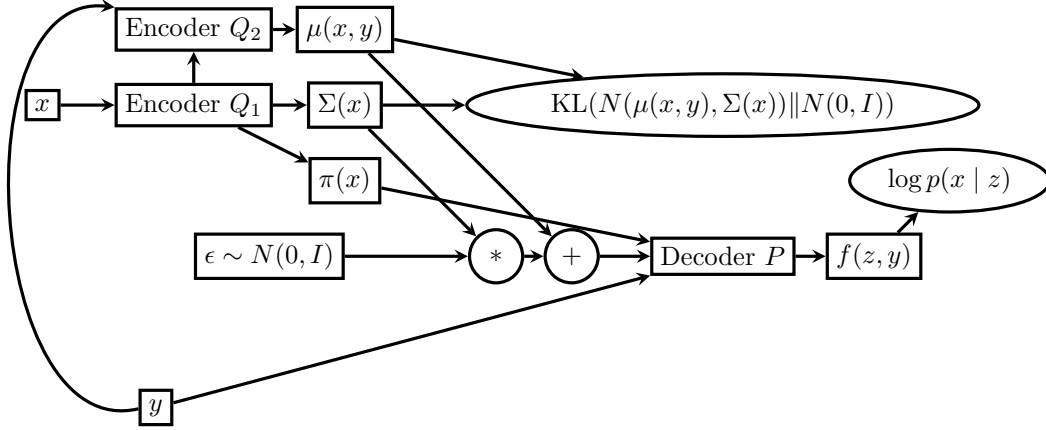 Encoder Q₂
μ(x, y)
x
Encoder Q₁
Σ(x)
KL(N(μ(x, y), Σ(x))‖N(0, I))
π(x)
log p(x | z)
ϵ ∼ N(0, I)
*
+
Decoder P
f(z, y)
y